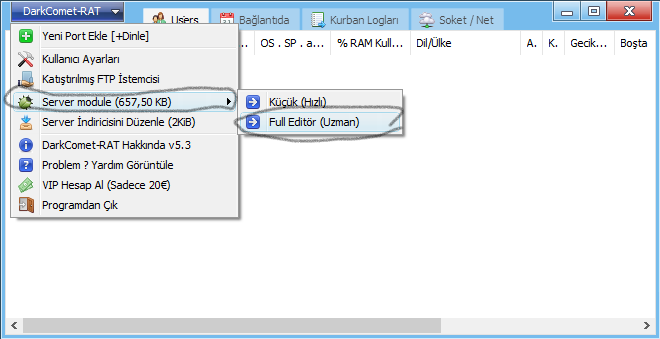 DarkComet-RAT
Users
Bağlantıda
Kurban Logları
Soket / Net
Yeni Port Ekle [+Dinle]
... OS . SP . a... % RAM Kull... Dil/Ülke A. K. Gecik... Boşta
Kullanıcı Ayarları
Katıştırılmış FTP İstemcisi
Server module (657,50 KB)
Küçük (Hızlı)
Server İndiricisini Düzenle (2KiB)
Full Editör (Uzman)
DarkComet-RAT Hakkında v5.3
Problem ? Yardım Görüntüle
VIP Hesap Al (Sadece 20€)
Programdan Çık